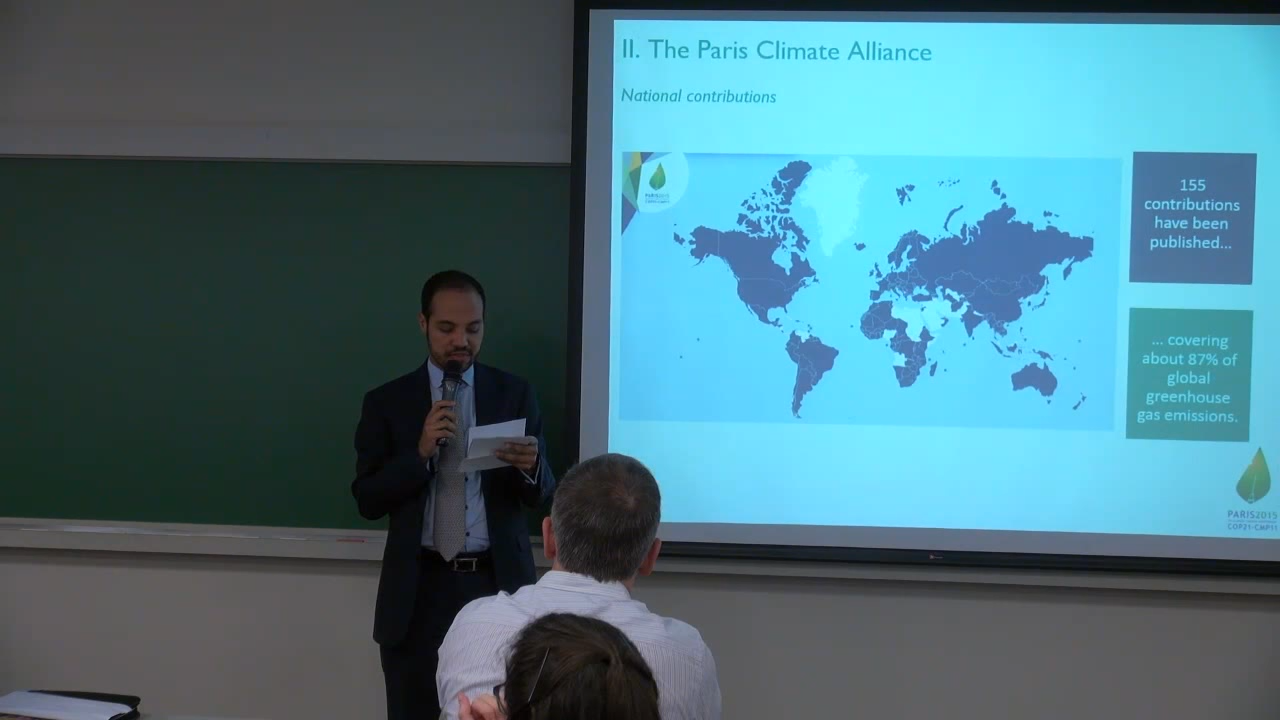 II. The Paris Climate Alliance
National contributions
PARIS2015
155
contributions
have been
published...
... covering
about 87% of
global
greenhouse
gas emissions.
PARIS2015
COP21·CMP11